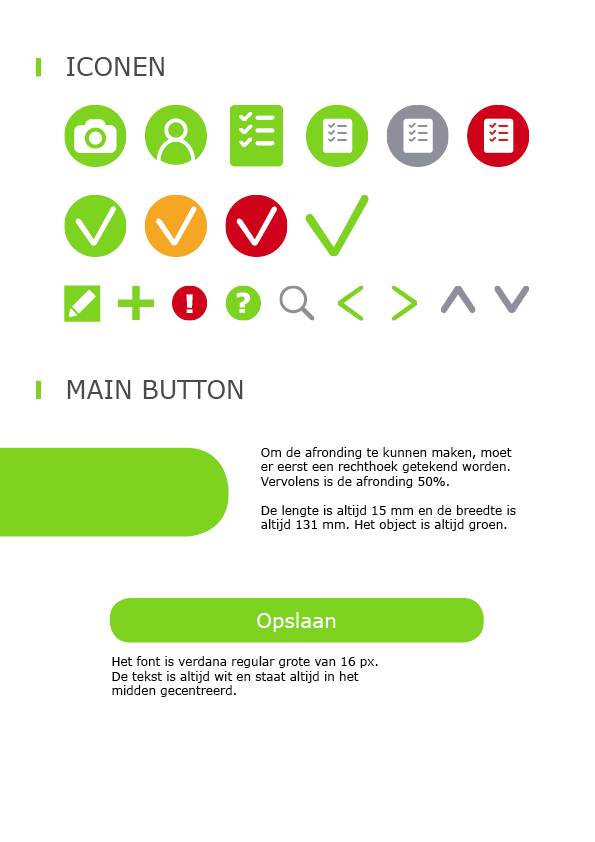 ICONEN
!
?
MAIN BUTTON
Om de afronding te kunnen maken, moet
er eerst een rechthoek getekend worden.
Vervolens is de afronding 50%.
De lengte is altijd 15 mm en de breedte is
altijd 131 mm. Het object is altijd groen.
Opslaan
Het font is verdana regular grote van 16 px.
De tekst is altijd wit en staat altijd in het
midden gecentreerd.